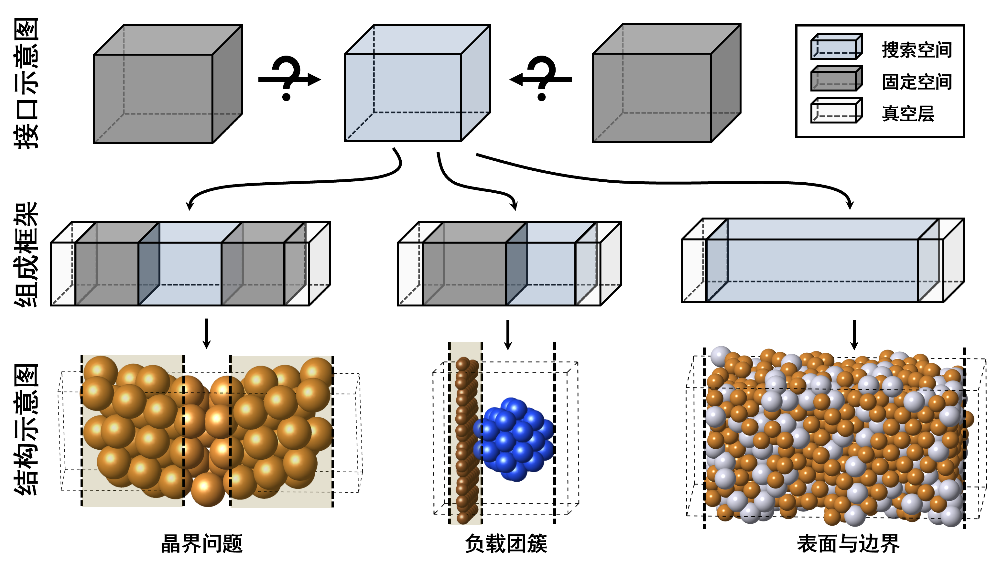 接口示意图
?
?
搜索空间
固定空间
真空层
组成框架
结构示意图
晶界问题
负载团簇
表面与边界